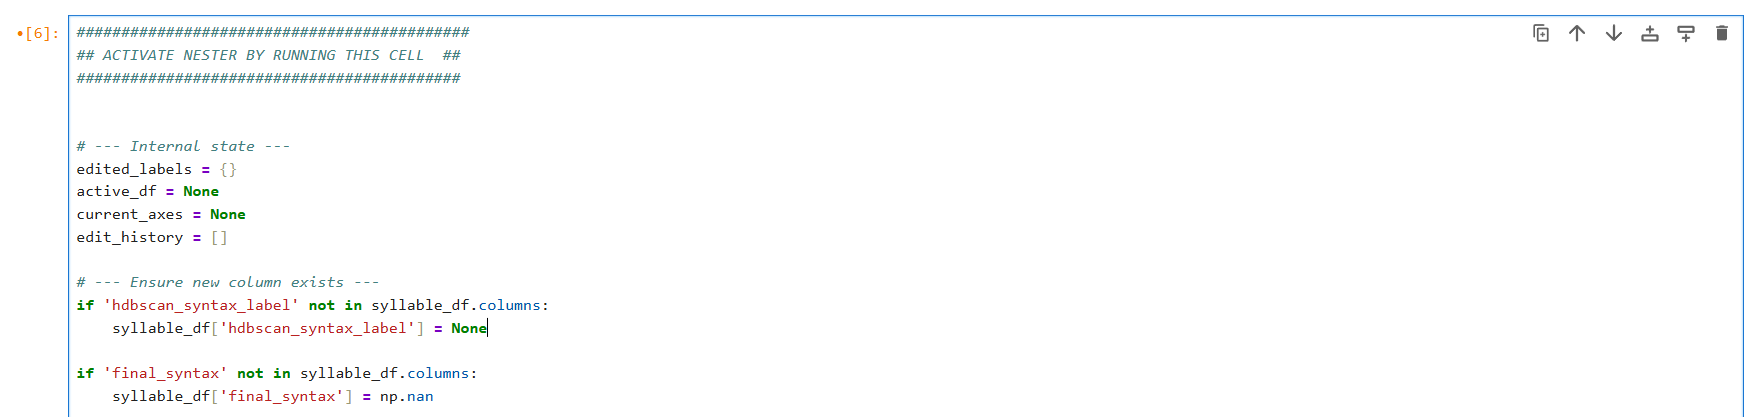 •[6]:
############################################
## ACTIVATE NESTER BY RUNNING THIS CELL  ##
###########################################
# --- Internal state ---
edited_labels = {}
active_df = None
current_axes = None
edit_history = []
# --- Ensure new column exists ---
if 'hdbscan_syntax_label' not in syllable_df.columns:
    syllable_df['hdbscan_syntax_label'] = None
if 'final_syntax' not in syllable_df.columns:
    syllable_df['final_syntax'] = np.nan